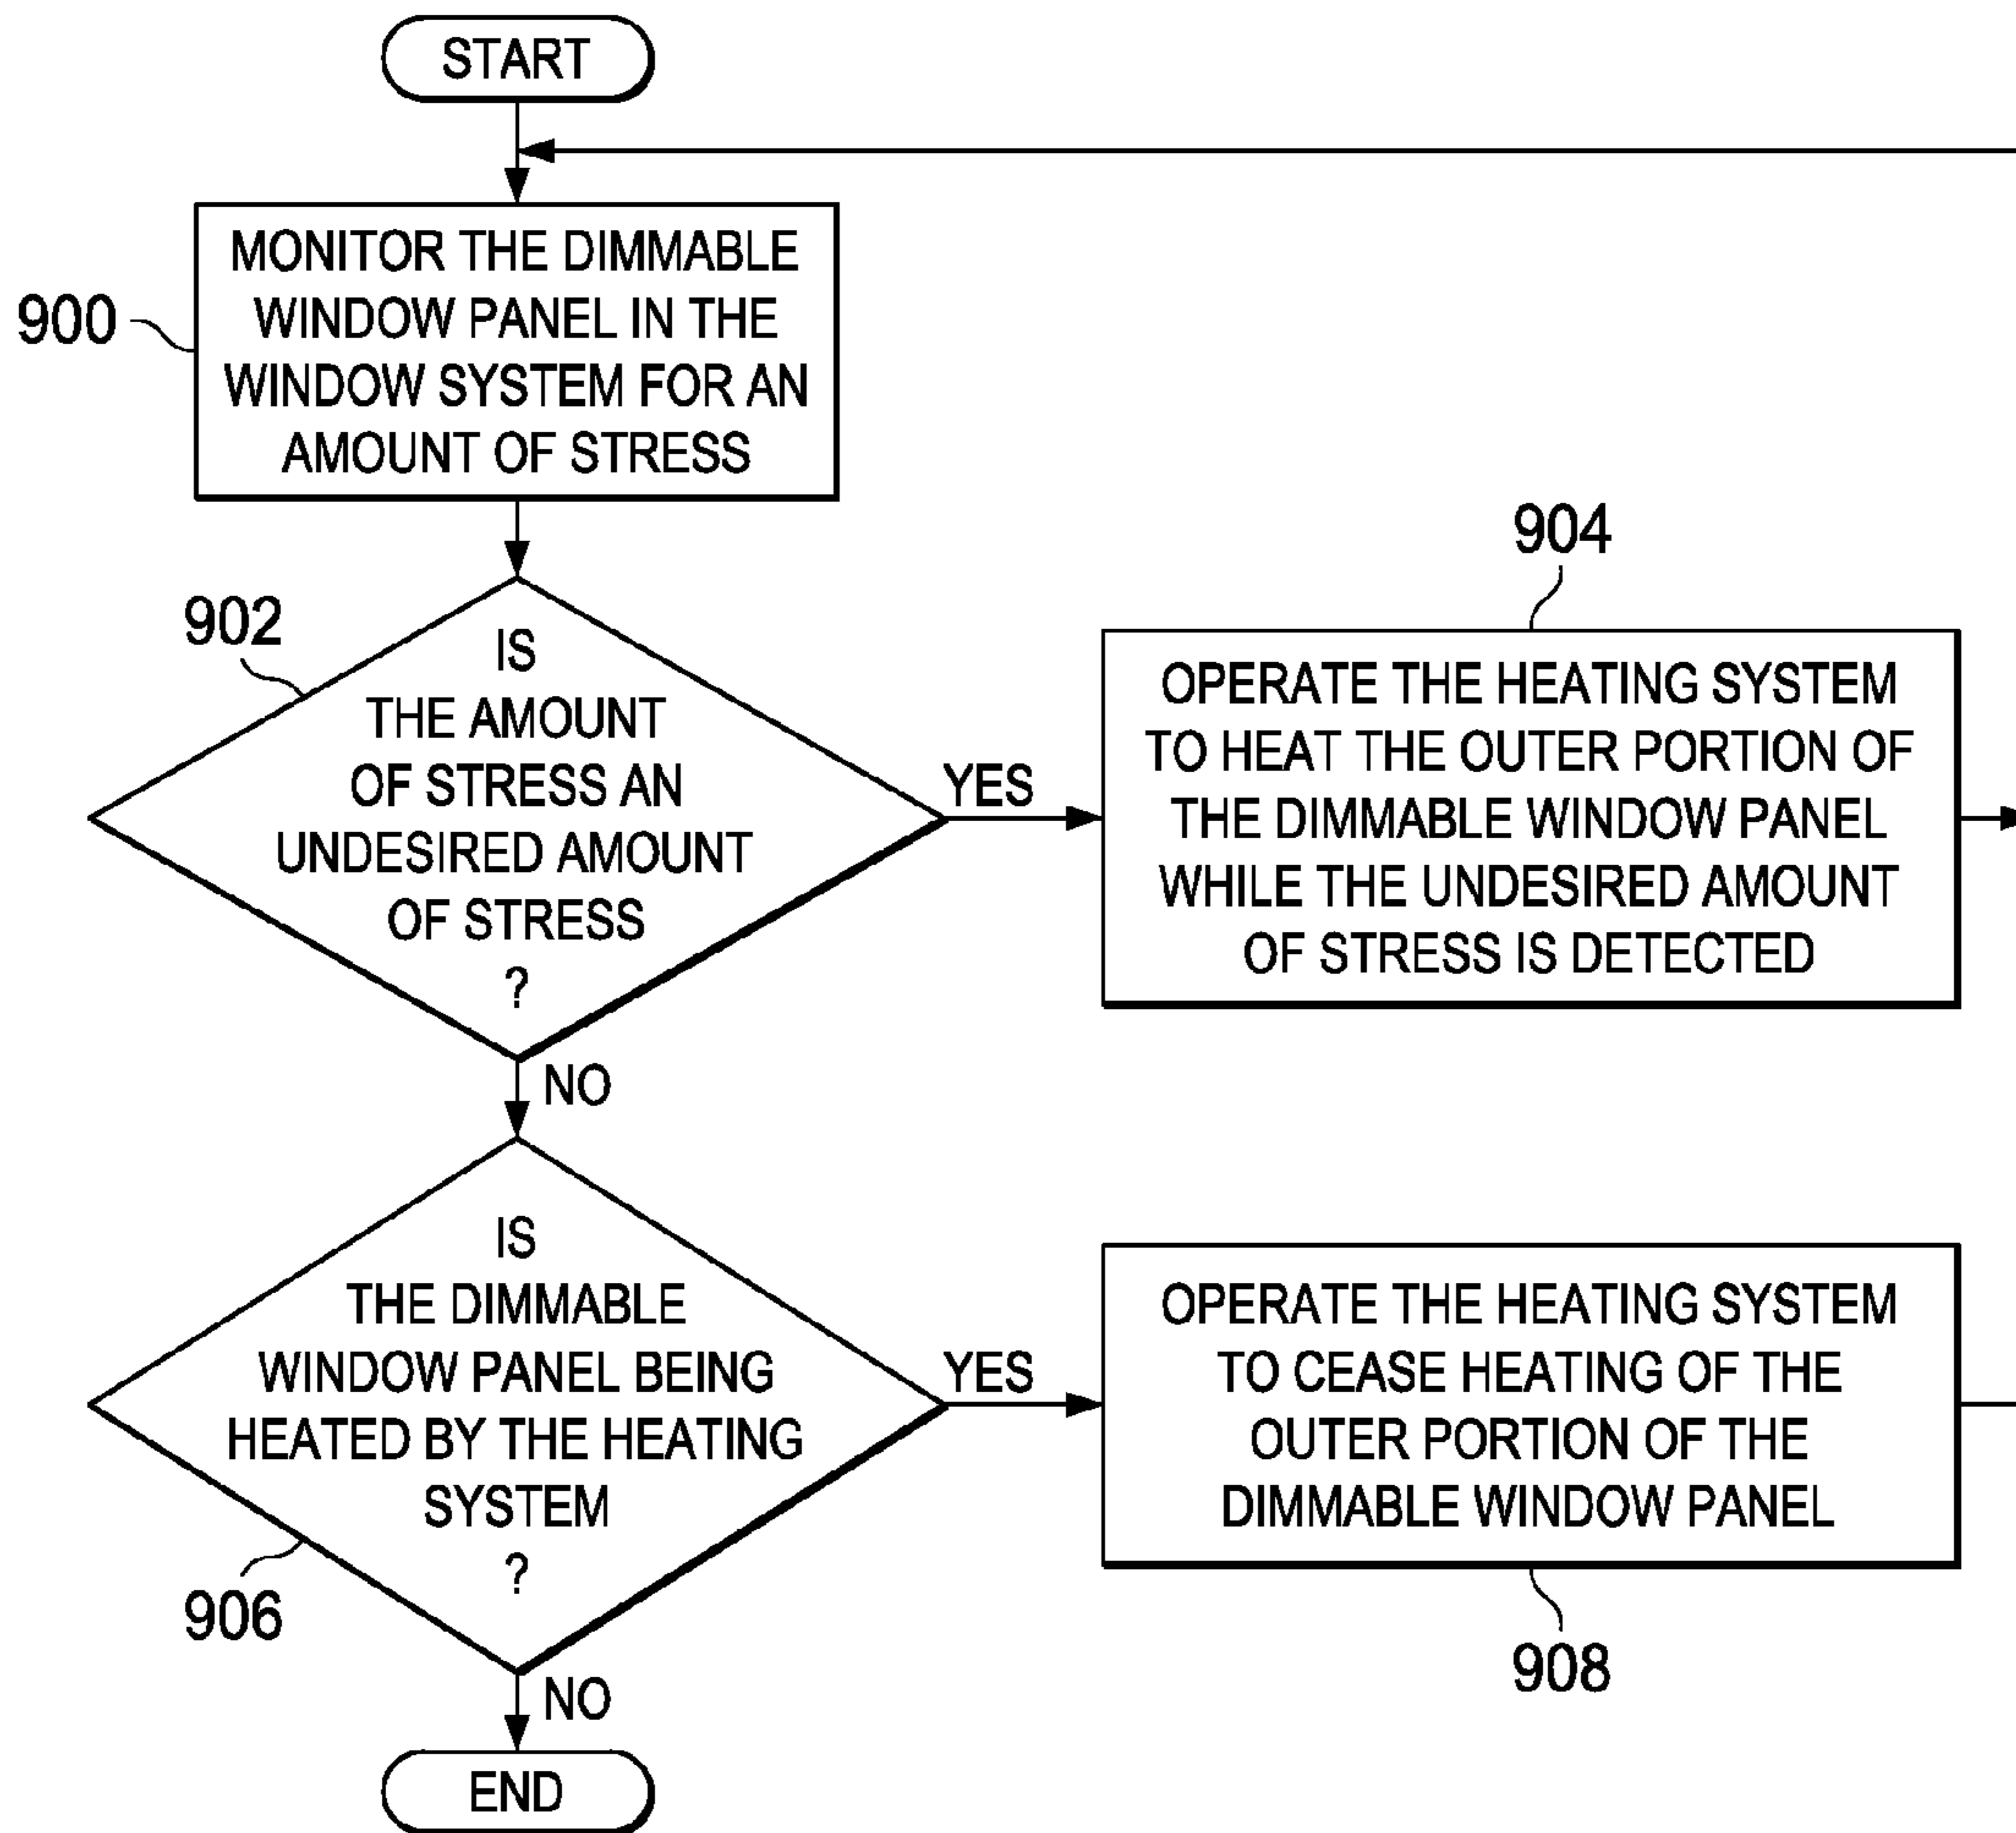 START
900
MONITOR THE DIMMABLE
WINDOW PANEL IN THE
WINDOW SYSTEM FOR AN
AMOUNT OF STRESS
902
IS
THE AMOUNT
OF STRESS AN
UNDESIRED AMOUNT
OF STRESS
?
YES
904
OPERATE THE HEATING SYSTEM
TO HEAT THE OUTER PORTION OF
THE DIMMABLE WINDOW PANEL
WHILE THE UNDESIRED AMOUNT
OF STRESS IS DETECTED
NO
IS
THE DIMMABLE
WINDOW PANEL BEING
HEATED BY THE HEATING
SYSTEM
?
906
YES
OPERATE THE HEATING SYSTEM
TO CEASE HEATING OF THE
OUTER PORTION OF THE
DIMMABLE WINDOW PANEL
908
NO
END